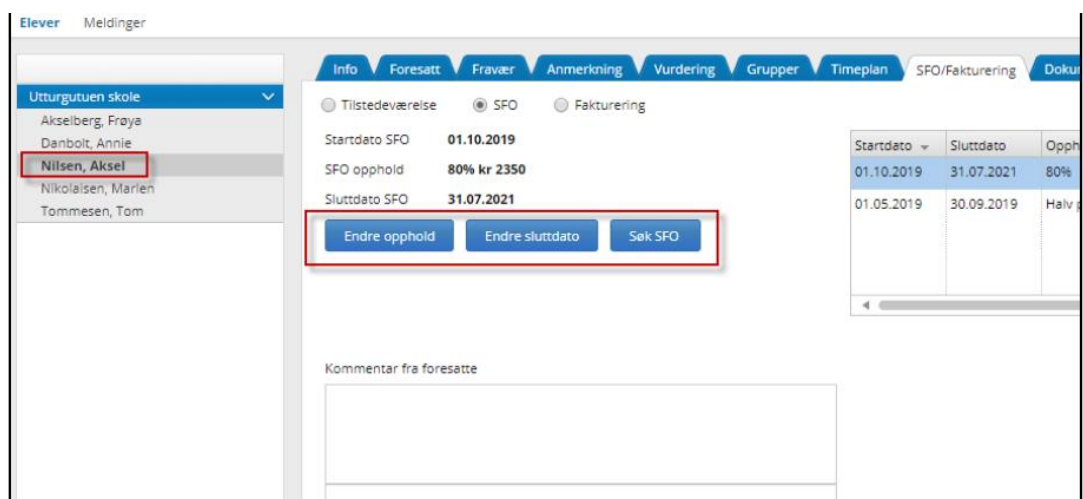 Elever Meldinger
Info Foresatt Fravær Anmerkning Vurdering Grupper Timeplan SFO/Fakturering Dokur
Utturgutuen skole
Akselberg, Frøya
Danbolt, Annie
Nilsen, Aksel
Nikolaisen, Marlen
Tommesen, Tom
Tilstedeværelse SFO Fakturering
Startdato SFO 01.10.2019
SFO opphold 80% kr 2350
Sluttdato SFO 31.07.2021
Endre opphold Endre sluttdato Søk SFO
Startdato Sluttdato Opph
01.10.2019 31.07.2021 80%
01.05.2019 30.09.2019 Halv p
Kommentar fra foresatte